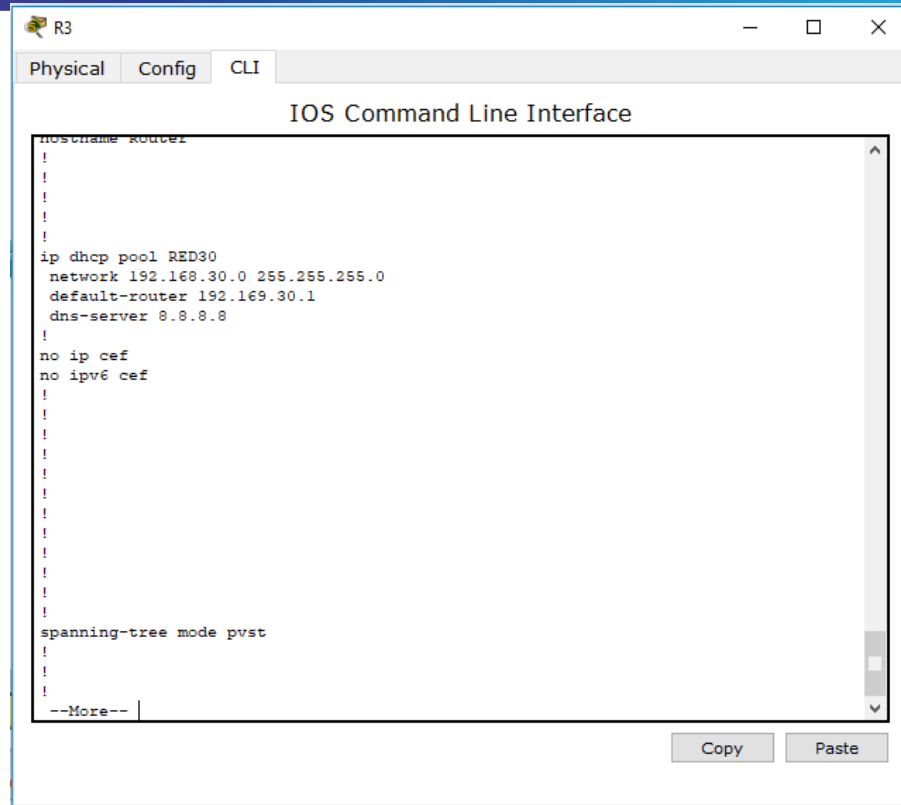 R3
Physical Config CLI
IOS Command Line Interface
hostname Router
!
!
!
!
!
ip dhcp pool RED30
network 192.168.30.0 255.255.255.0
default-router 192.169.30.1
dns-server 8.8.8.8
!
no ip cef
no ipv6 cef
!
!
!
!
!
!
!
!
!
!
!
!
spanning-tree mode pvst
!
!
!
--More--
Copy Paste